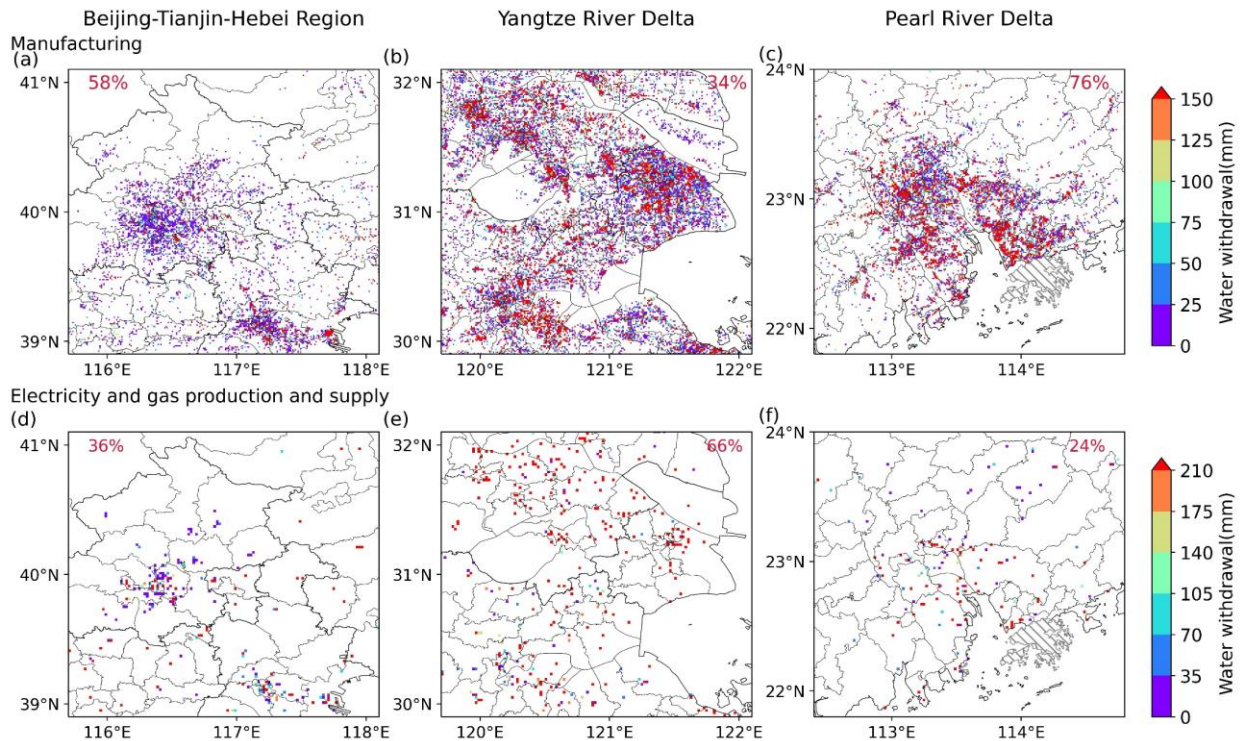 Beijing-Tianjin-Hebei Region
Yangtze River Delta
Pearl River Delta
Manufacturing
(a)
58%
41°N
40°N
39°N
116°E
117°E
118°E
(b)
34%
32°N
31°N
30°N
120°E
121°E
122°E
(c)
76%
24°N
23°N
22°N
113°E
114°E
150
125
100
75
50
25
0
Water withdrawal(mm)
Electricity and gas production and supply
(d)
36%
41°N
40°N
39°N
116°E
117°E
118°E
(e)
66%
32°N
31°N
30°N
120°E
121°E
122°E
(f)
24%
24°N
23°N
22°N
113°E
114°E
210
175
140
105
70
35
0
Water withdrawal(mm)